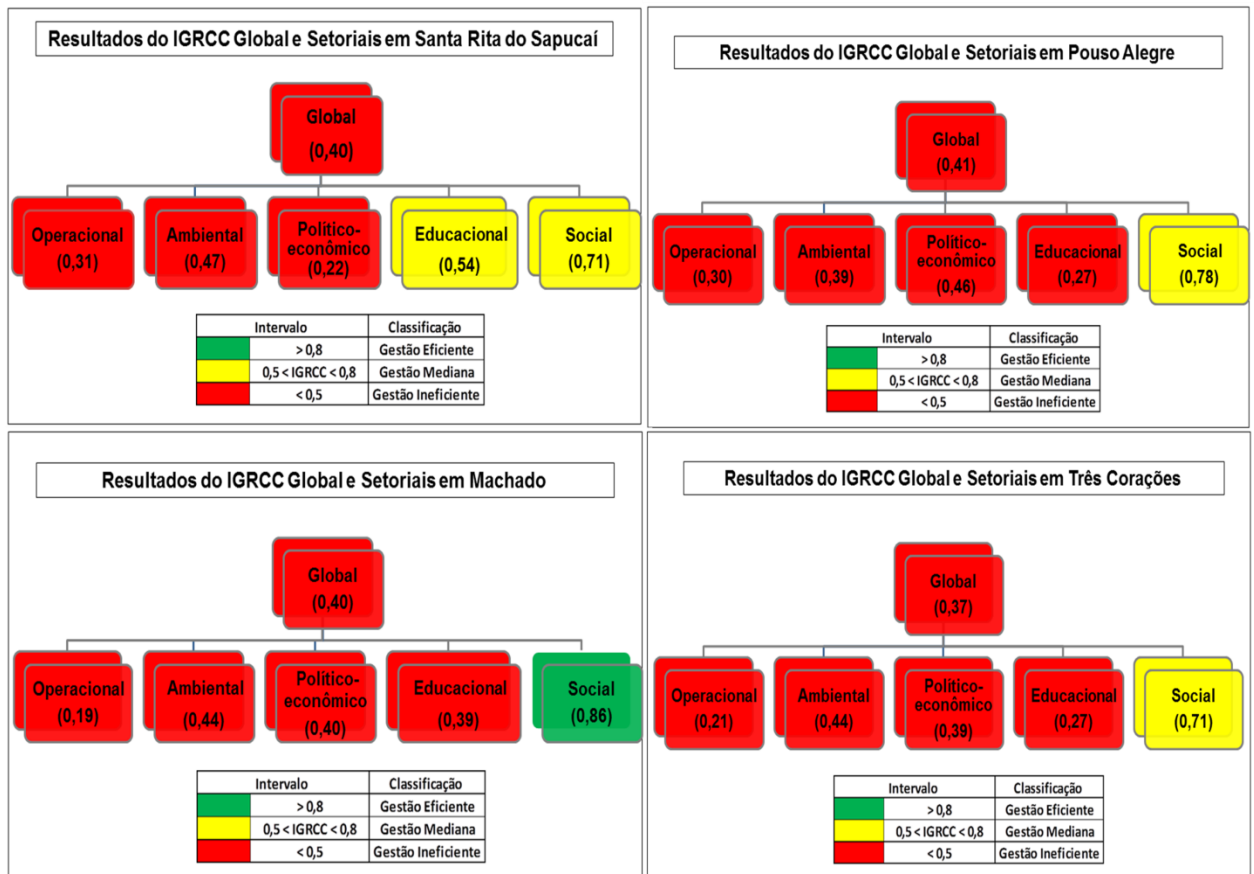 Resultados do IGRCC Global e Setoriais em Santa Rita do Sapucaí
Global
(0,40)
Operacional
(0,31)
Ambiental
(0,47)
Político-
econômico
(0,22)
Educacional
(0,54)
Social
(0,71)
Intervalo Classificação
> 0,8 Gestão Eficiente
0,5 < IGRCC < 0,8 Gestão Mediana
< 0,5 Gestão Ineficiente
Resultados do IGRCC Global e Setoriais em Pouso Alegre
Global
(0,41)
Operacional
(0,30)
Ambiental
(0,39)
Político-
econômico
(0,46)
Educacional
(0,27)
Social
(0,78)
Intervalo Classificação
> 0,8 Gestão Eficiente
0,5 < IGRCC < 0,8 Gestão Mediana
< 0,5 Gestão Ineficiente
Resultados do IGRCC Global e Setoriais em Machado
Global
(0,40)
Operacional
(0,19)
Ambiental
(0,44)
Político-
econômico
(0,40)
Educacional
(0,39)
Social
(0,86)
Intervalo Classificação
> 0,8 Gestão Eficiente
0,5 < IGRCC < 0,8 Gestão Mediana
< 0,5 Gestão Ineficiente
Resultados do IGRCC Global e Setoriais em Três Corações
Global
(0,37)
Operacional
(0,21)
Ambiental
(0,44)
Político-
econômico
(0,39)
Educacional
(0,27)
Social
(0,71)
Intervalo Classificação
> 0,8 Gestão Eficiente
0,5 < IGRCC < 0,8 Gestão Mediana
< 0,5 Gestão Ineficiente